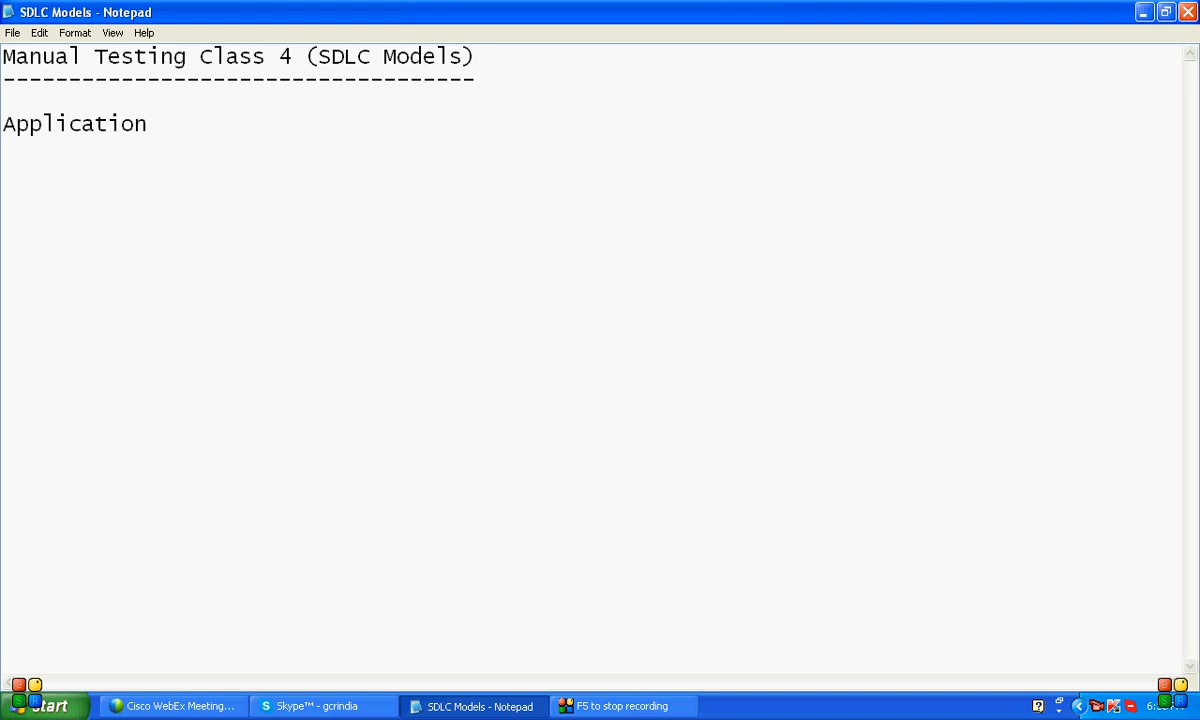 SDLC Models - Notepad
File Edit Format View Help
Manual Testing Class 4 (SDLC Models)
------------------------------------
Application
start Cisco WebEx Meeting... Skype™ - gcrindia SDLC Models - Notepad F5 to stop recording